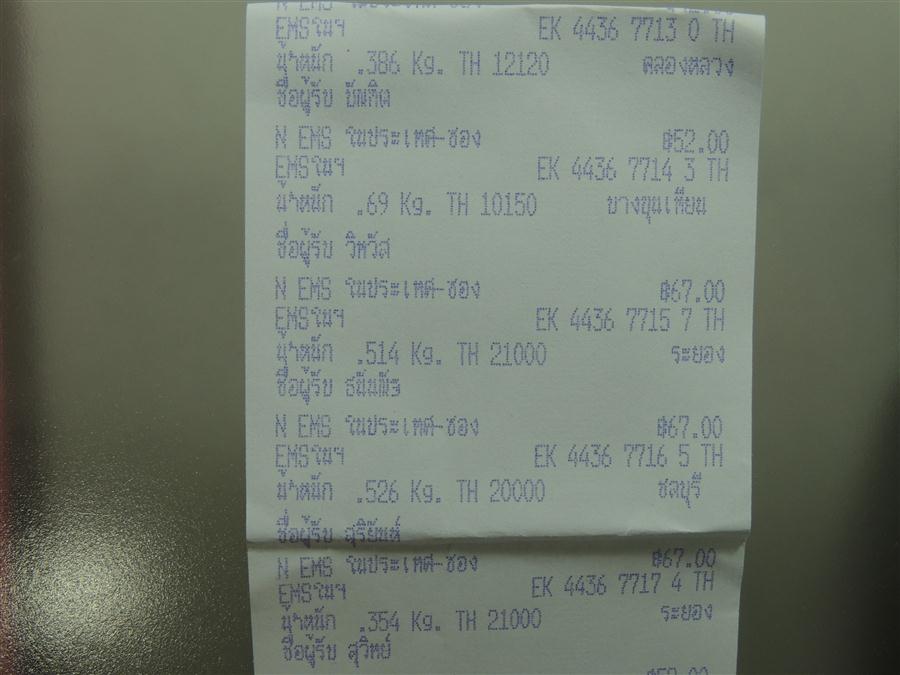 EMSในฯ EK 4436 7713 0 TH
น้ำหนัก .386 Kg. TH 12120 คลองหลวง
ชื่อผู้รับ บัณฑิต
N EMS ในประเทศ-ซอง ฿52.00
EMSในฯ EK 4436 7714 3 TH
น้ำหนัก .69 Kg. TH 10150 บางขุนเทียน
ชื่อผู้รับ วิทวัส
N EMS ในประเทศ-ซอง ฿67.00
EMSในฯ EK 4436 7715 7 TH
น้ำหนัก .514 Kg. TH 21000 ระยอง
ชื่อผู้รับ
N EMS ในประเทศ-ซอง ฿67.00
EMSในฯ EK 4436 7716 5 TH
น้ำหนัก .526 Kg. TH 20000 ชลบุรี
ชื่อผู้รับ สุริยันห์
N EMS ในประเทศ-ซอง ฿67.00
EMSในฯ EK 4436 7717 4 TH
น้ำหนัก .354 Kg. TH 21000 ระยอง
ชื่อผู้รับ สุวิทย์